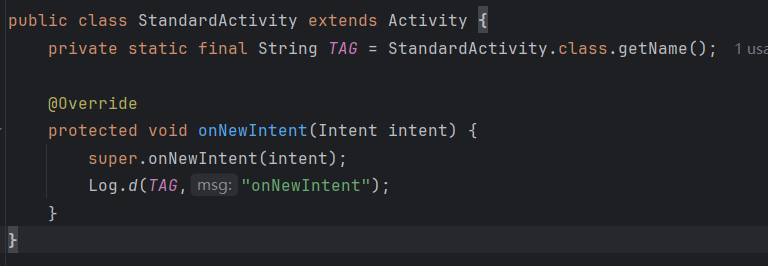 public class StandardActivity extends Activity {
private static final String TAG = StandardActivity.class.getName(); 1 usa
@Override
protected void onNewIntent(Intent intent) {
super.onNewIntent(intent);
Log.d(TAG, msg: "onNewIntent");
}
}